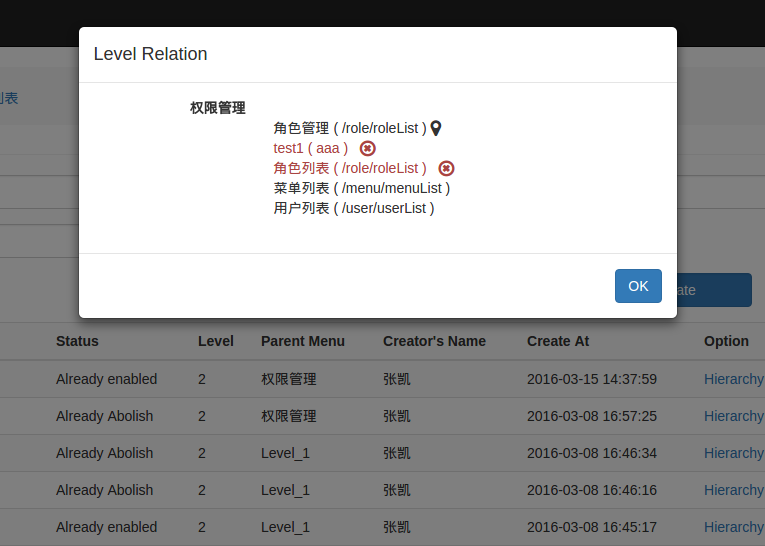 Level Relation
列表
权限管理
角色管理 ( /role/roleList )
test1 ( aaa )
角色列表 ( /role/roleList )
菜单列表 ( /menu/menuList )
用户列表 ( /user/userList )
OK
ate
Status Level Parent Menu Creator's Name Create At Option
Already enabled 2 权限管理 张凯 2016-03-15 14:37:59 Hierarchy
Already Abolish 2 权限管理 张凯 2016-03-08 16:57:25 Hierarchy
Already Abolish 2 Level_1 张凯 2016-03-08 16:46:34 Hierarchy
Already Abolish 2 Level_1 张凯 2016-03-08 16:46:16 Hierarchy
Already enabled 2 Level_1 张凯 2016-03-08 16:45:17 Hierarchy